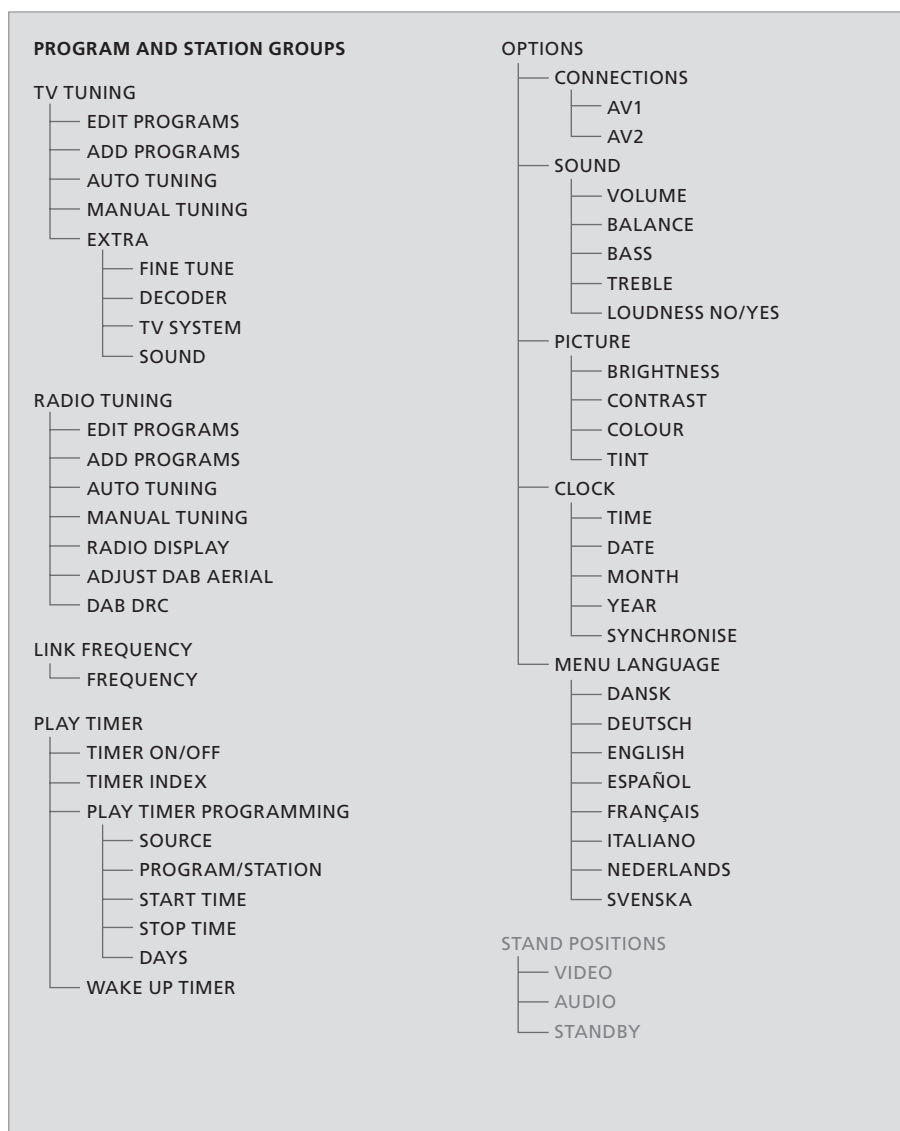 PROGRAM AND STATION GROUPS
TV TUNING
EDIT PROGRAMS
ADD PROGRAMS
AUTO TUNING
MANUAL TUNING
EXTRA
FINE TUNE
DECODER
TV SYSTEM
SOUND
RADIO TUNING
EDIT PROGRAMS
ADD PROGRAMS
AUTO TUNING
MANUAL TUNING
RADIO DISPLAY
ADJUST DAB AERIAL
DAB DRC
LINK FREQUENCY
FREQUENCY
PLAY TIMER
TIMER ON/OFF
TIMER INDEX
PLAY TIMER PROGRAMMING
SOURCE
PROGRAM/STATION
START TIME
STOP TIME
DAYS
WAKE UP TIMER
OPTIONS
CONNECTIONS
AV1
AV2
SOUND
VOLUME
BALANCE
BASS
TREBLE
LOUDNESS NO/YES
PICTURE
BRIGHTNESS
CONTRAST
COLOUR
TINT
CLOCK
TIME
DATE
MONTH
YEAR
SYNCHRONISE
MENU LANGUAGE
DANSK
DEUTSCH
ENGLISH
ESPAÑOL
FRANÇAIS
ITALIANO
NEDERLANDS
SVENSKA
STAND POSITIONS
VIDEO
AUDIO
STANDBY